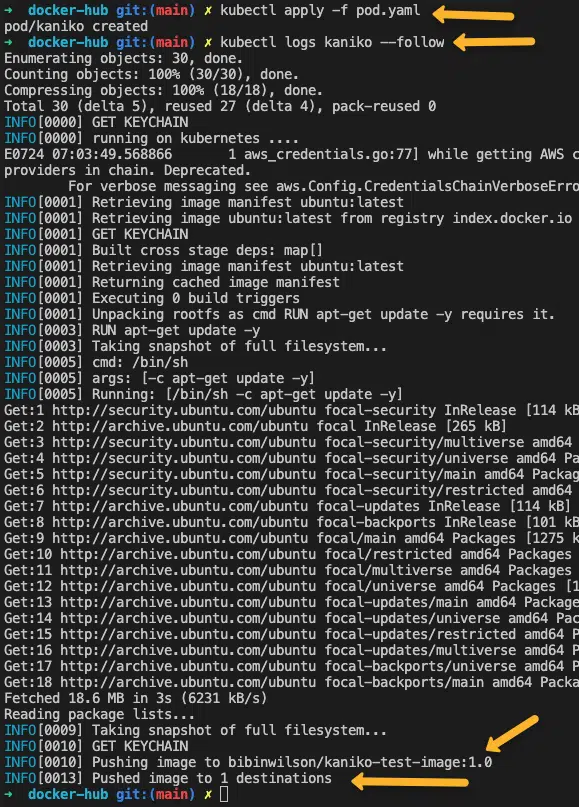 ➜  docker-hub git:(main) ✗ kubectl apply -f pod.yaml
pod/kaniko created
➜  docker-hub git:(main) ✗ kubectl logs kaniko --follow
Enumerating objects: 30, done.
Counting objects: 100% (30/30), done.
Compressing objects: 100% (18/18), done.
Total 30 (delta 5), reused 27 (delta 4), pack-reused 0
INFO[0000] GET KEYCHAIN
INFO[0000] running on kubernetes ....
E0724 07:03:49.568866       1 aws_credentials.go:77] while getting AWS c
providers in chain. Deprecated.
        For verbose messaging see aws.Config.CredentialsChainVerboseErro
INFO[0001] Retrieving image manifest ubuntu:latest
INFO[0001] Retrieving image ubuntu:latest from registry index.docker.io
INFO[0001] GET KEYCHAIN
INFO[0001] Built cross stage deps: map[]
INFO[0001] Retrieving image manifest ubuntu:latest
INFO[0001] Returning cached image manifest
INFO[0001] Executing 0 build triggers
INFO[0001] Unpacking rootfs as cmd RUN apt-get update -y requires it.
INFO[0003] RUN apt-get update -y
INFO[0003] Taking snapshot of full filesystem...
INFO[0005] cmd: /bin/sh
INFO[0005] args: [-c apt-get update -y]
INFO[0005] Running: [/bin/sh -c apt-get update -y]
Get:1 http://security.ubuntu.com/ubuntu focal-security InRelease [114 kB
Get:2 http://archive.ubuntu.com/ubuntu focal InRelease [265 kB]
Get:3 http://security.ubuntu.com/ubuntu focal-security/multiverse amd64
Get:4 http://security.ubuntu.com/ubuntu focal-security/universe amd64 Pa
Get:5 http://security.ubuntu.com/ubuntu focal-security/main amd64 Packag
Get:6 http://security.ubuntu.com/ubuntu focal-security/restricted amd64
Get:7 http://archive.ubuntu.com/ubuntu focal-updates InRelease [114 kB]
Get:8 http://archive.ubuntu.com/ubuntu focal-backports InRelease [101 kB
Get:9 http://archive.ubuntu.com/ubuntu focal/main amd64 Packages [1275 k
Get:10 http://archive.ubuntu.com/ubuntu focal/restricted amd64 Packages
Get:11 http://archive.ubuntu.com/ubuntu focal/multiverse amd64 Packages
Get:12 http://archive.ubuntu.com/ubuntu focal/universe amd64 Packages [1
Get:13 http://archive.ubuntu.com/ubuntu focal-updates/main amd64 Package
Get:14 http://archive.ubuntu.com/ubuntu focal-updates/universe amd64 Pac
Get:15 http://archive.ubuntu.com/ubuntu focal-updates/restricted amd64 P
Get:16 http://archive.ubuntu.com/ubuntu focal-updates/multiverse amd64 P
Get:17 http://archive.ubuntu.com/ubuntu focal-backports/universe amd64 P
Get:18 http://archive.ubuntu.com/ubuntu focal-backports/main amd64 Packa
Fetched 18.6 MB in 3s (6231 kB/s)
Reading package lists...
INFO[0009] Taking snapshot of full filesystem...
INFO[0010] GET KEYCHAIN
INFO[0010] Pushing image to bibinwilson/kaniko-test-image:1.0
INFO[0013] Pushed image to 1 destinations
➜  docker-hub git:(main) ✗